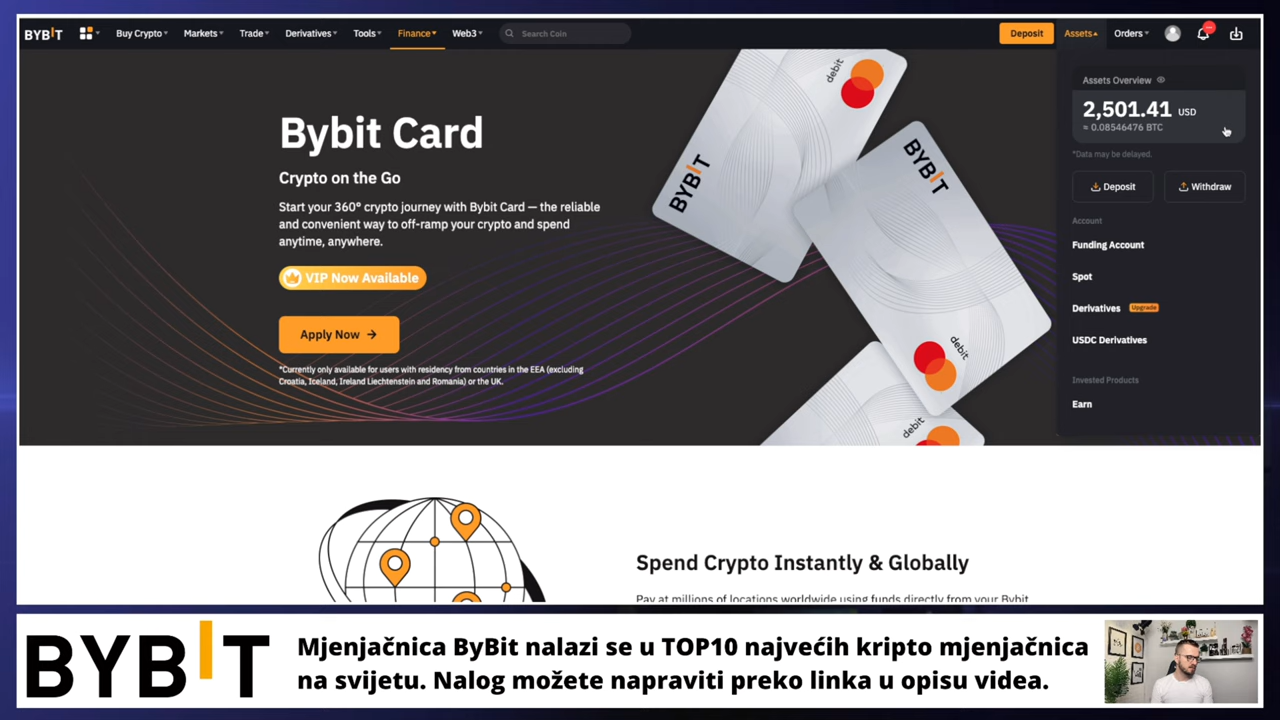 BYBIT
Buy Crypto
Markets
Trade
Derivatives
Tools
Finance
Web3
Search Coin
Deposit
Assets
Orders
Bybit Card
Crypto on the Go
Start your 360° crypto journey with Bybit Card — the reliable
and convenient way to off-ramp your crypto and spend
anytime, anywhere.
VIP Now Available
Apply Now →
*Currently only available for users with residency from countries in the EEA (excluding
Croatia, Iceland, Ireland Liechtenstein and Romania) or the UK.
debit
BYBIT
BYBIT
debit
debit
Assets Overview
2,501.41 USD
≈ 0.08546476 BTC
*Data may be delayed.
Deposit
Withdraw
Account
Funding Account
Spot
Derivatives Upgrade
USDC Derivatives
Invested Products
Earn
Spend Crypto Instantly & Globally
Pay at millions of locations worldwide using funds directly from your Bybit
BYBIT
Mjenjačnica ByBit nalazi se u TOP10 najvećih kripto mjenjačnica
na svijetu. Nalog možete napraviti preko linka u opisu videa.